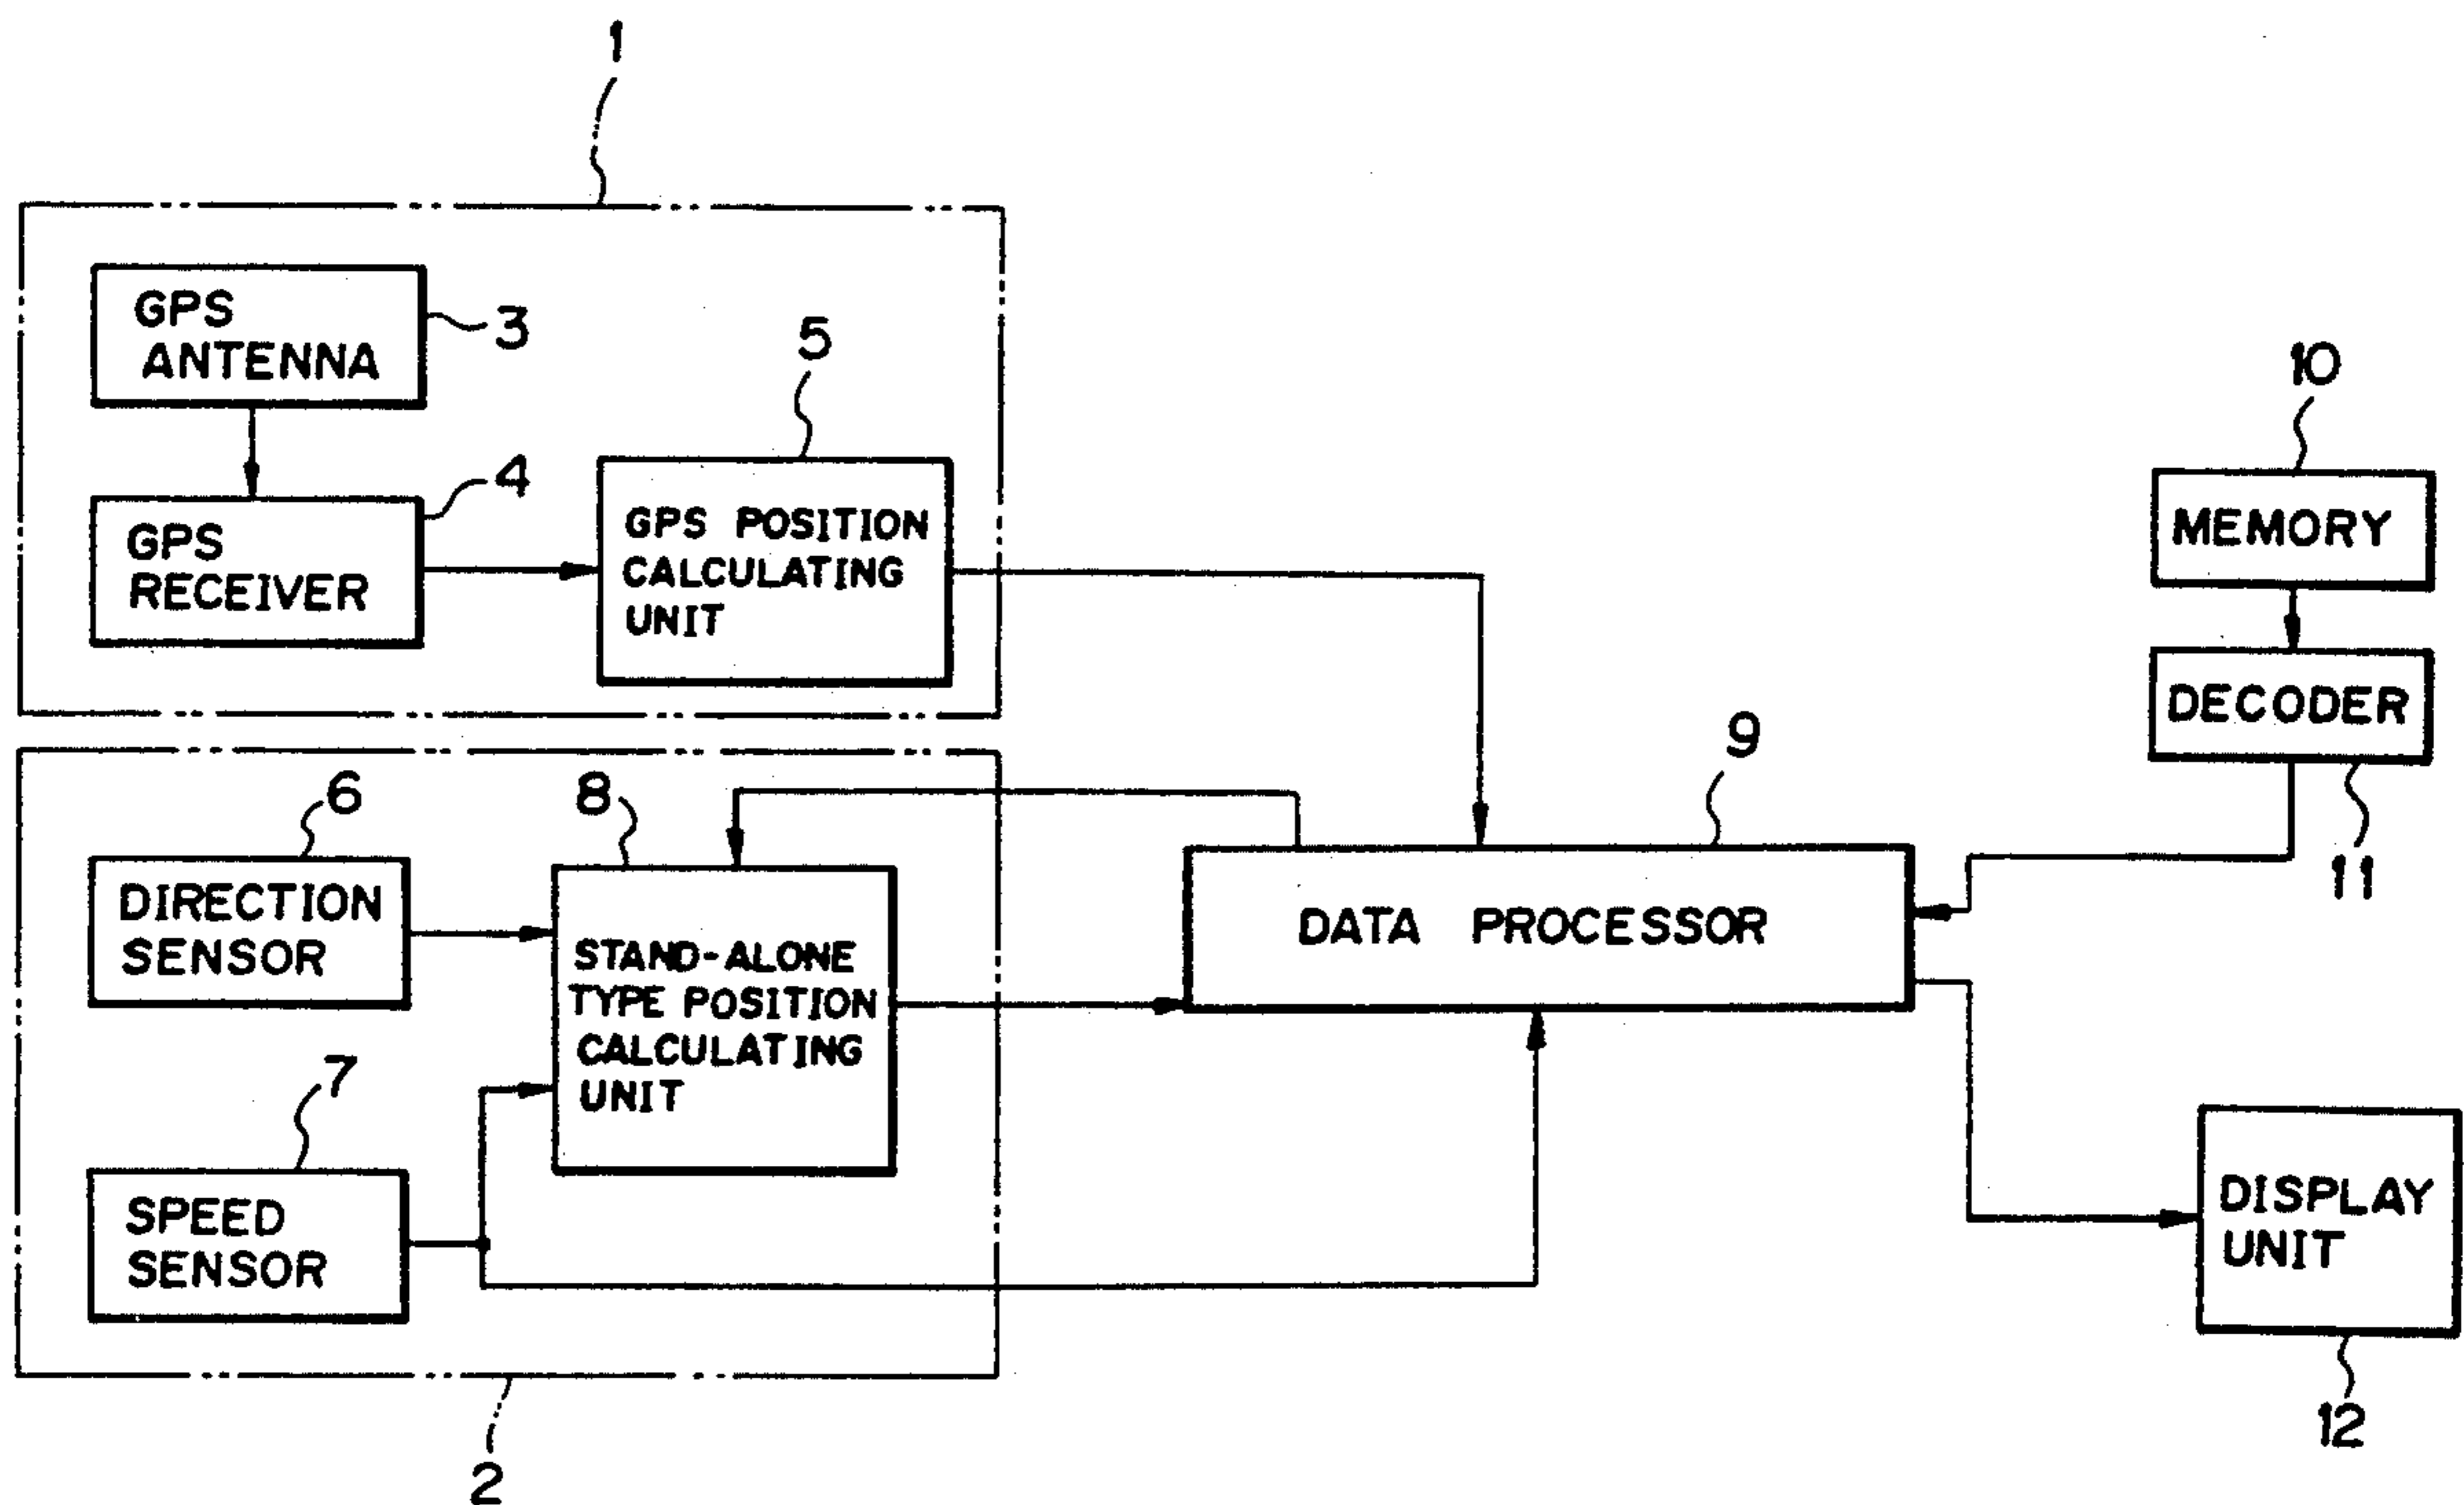 1
GPS
ANTENNA
3
GPS
RECEIVER
4
5
GPS POSITION
CALCULATING
UNIT
10
MEMORY
DECODER
11
6
DIRECTION
SENSOR
8
STAND-ALONE
TYPE POSITION
CALCULATING
UNIT
9
DATA PROCESSOR
7
SPEED
SENSOR
DISPLAY
UNIT
12
2